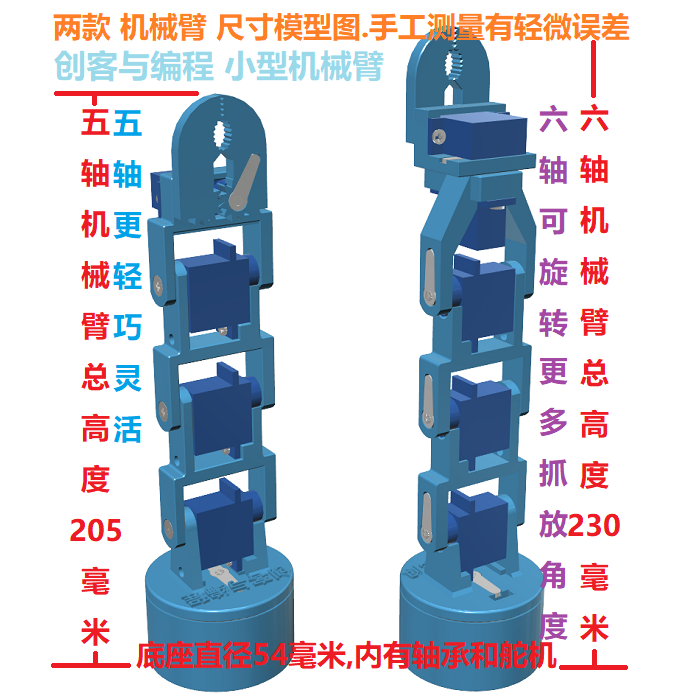 两款 机械臂 尺寸模型图.手工测量有轻微误差
创客与编程 小型机械臂
五轴机械臂总高度205毫米
五轴更轻巧灵活
六轴可旋转更多抓放角度
六轴机械臂总高度230毫米
底座直径54毫米,内有轴承和舵机